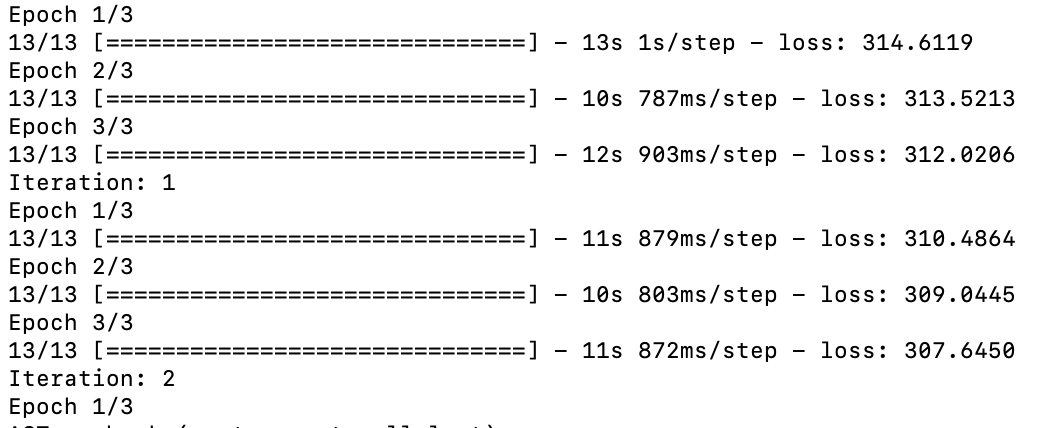 Epoch 1/3
13/13 [==============================] - 13s 1s/step - loss: 314.6119
Epoch 2/3
13/13 [==============================] - 10s 787ms/step - loss: 313.5213
Epoch 3/3
13/13 [==============================] - 12s 903ms/step - loss: 312.0206
Iteration: 1
Epoch 1/3
13/13 [==============================] - 11s 879ms/step - loss: 310.4864
Epoch 2/3
13/13 [==============================] - 10s 803ms/step - loss: 309.0445
Epoch 3/3
13/13 [==============================] - 11s 872ms/step - loss: 307.6450
Iteration: 2
Epoch 1/3